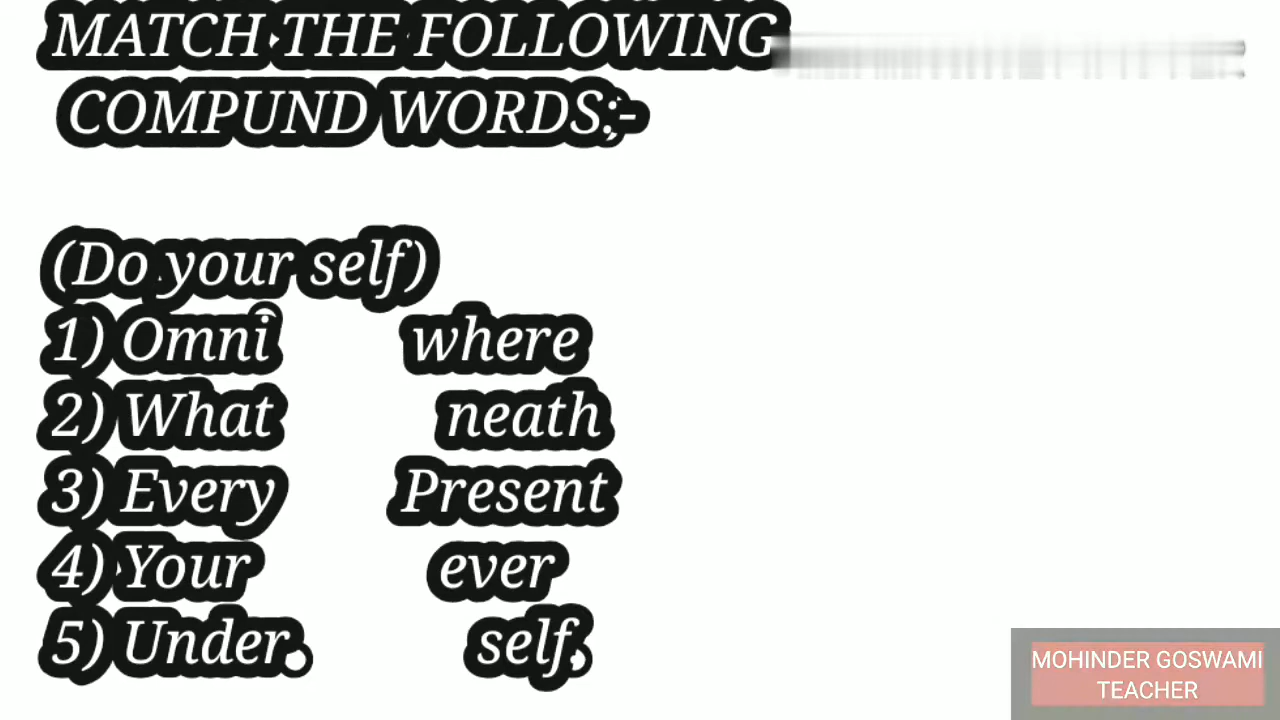 MATCH THE FOLLOWING
COMPUND WORDS:-
(Do your self)
1) Omni where
2) What neath
3) Every Present
4) Your ever
5) Under. self,
MOHINDER GOSWAMI
TEACHER